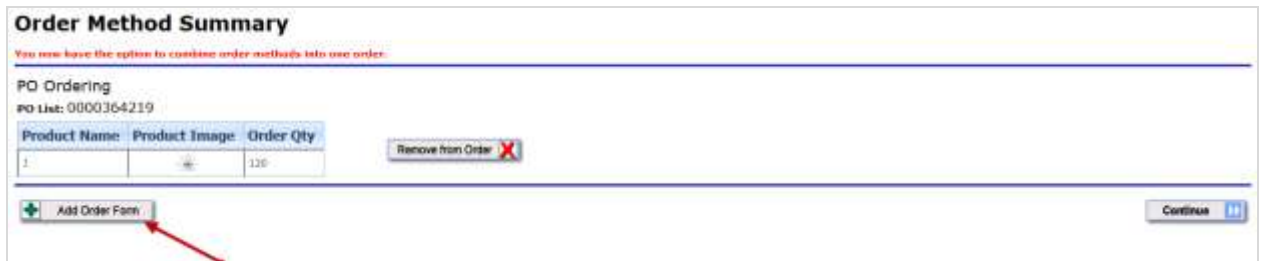 Order Method Summary
You now have the option to combine order methods into one order.
PO Ordering
PO List: 0000364219
Product Name Product Image Order Qty
1 120
Remove from Order
Add Order Form
Continue